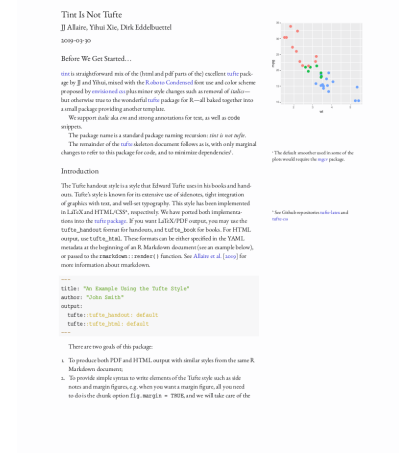 Tint Is Not Tufte
JJ Allaire, Yihui Xie, Dirk Eddelbuettel
2019-03-30
Before We Get Started...
tint is straightforward mix of the (html and pdf parts of the) excellent tufte pack-
age by JJ and Yihui, mixed with the Roboto Condensed font use and color scheme
proposed by envisioned css plus minor style changes such as removal of italics—
but otherwise true to the wonderful tufte package for R—all baked together into
a small package providing another template.
We support italic aka em and strong annotations for text, as well as code
snippets.
The package name is a standard package naming recursion: tint is not tufte.
The remainder of the tufte skeleton document follows as is, with only marginal
changes to refer to this package for code, and to minimize dependencies¹.
¹ The default smoother used in some of the
plots would require the mgcv package.
Introduction
The Tufte handout style is a style that Edward Tufte uses in his books and hand-
outs. Tufte's style is known for its extensive use of sidenotes, tight integration
of graphics with text, and well-set typography. This style has been implemented
in LaTeX and HTML/CSS², respectively. We have ported both implementa-
tions into the tufte package. If you want LaTeX/PDF output, you may use the
tufte_handout format for handouts, and tufte_book for books. For HTML
output, use tufte_html. These formats can be either specified in the YAML
metadata at the beginning of an R Markdown document (see an example below),
or passed to the rmarkdown::render() function. See Allaire et al. [2019] for
more information about rmarkdown.
² See Github repositories tufte-latex and
tufte-css
---
title: "An Example Using the Tufte Style"
author: "John Smith"
output:
tufte::tufte_handout: default
tufte::tufte_html: default
---
There are two goals of this package:
1. To produce both PDF and HTML output with similar styles from the same R
Markdown document;
2. To provide simple syntax to write elements of the Tufte style such as side
notes and margin figures, e.g. when you want a margin figure, all you need
to do is the chunk option fig.margin = TRUE, and we will take care of the